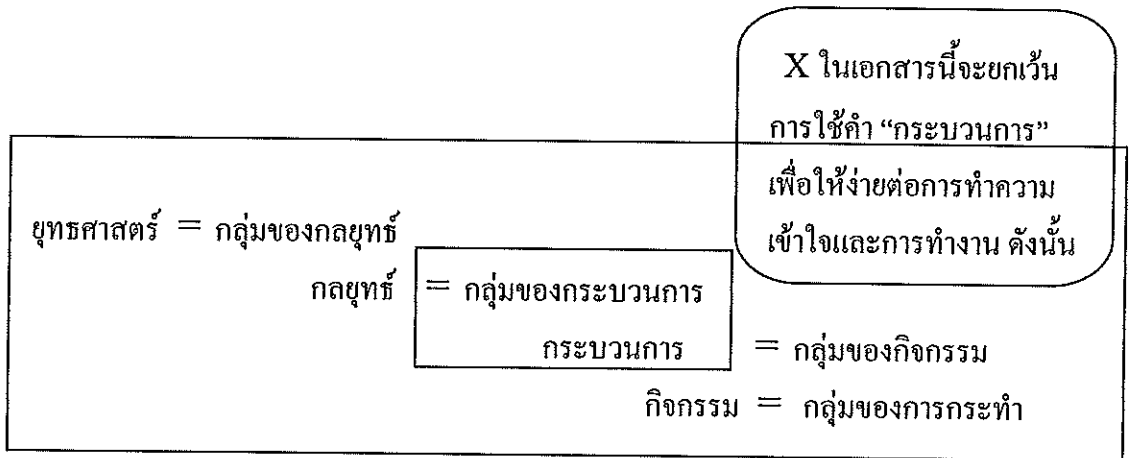 X ในเอกสารนี้จะยกเว้น
การใช้คำ “กระบวนการ”
เพื่อให้ง่ายต่อการทำความ
เข้าใจและการทำงาน ดังนั้น
ยุทธศาสตร์ = กลุ่มของกลยุทธ์
กลยุทธ์ = กลุ่มของกระบวนการ
กระบวนการ = กลุ่มของกิจกรรม
กิจกรรม = กลุ่มของการกระทำ